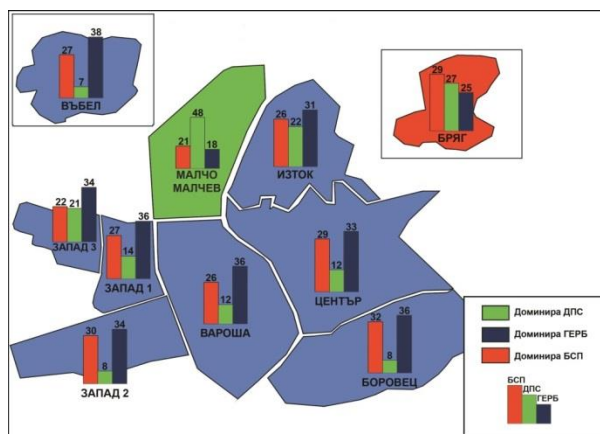 27
7
38
ВЪБЕЛ
29
27
25
БРЯГ
21
48
18
МАЛЧО
МАЛЧЕВ
26
22
31
ИЗТОК
22
21
34
ЗАПАД 3
27
14
36
ЗАПАД 1
26
12
36
ВАРОША
29
12
33
ЦЕНТЪР
30
8
34
ЗАПАД 2
32
8
36
БОРОВЕЦ
Доминира ДПС
Доминира ГЕРБ
Доминира БСП
БСП
ДПС
ГЕРБ